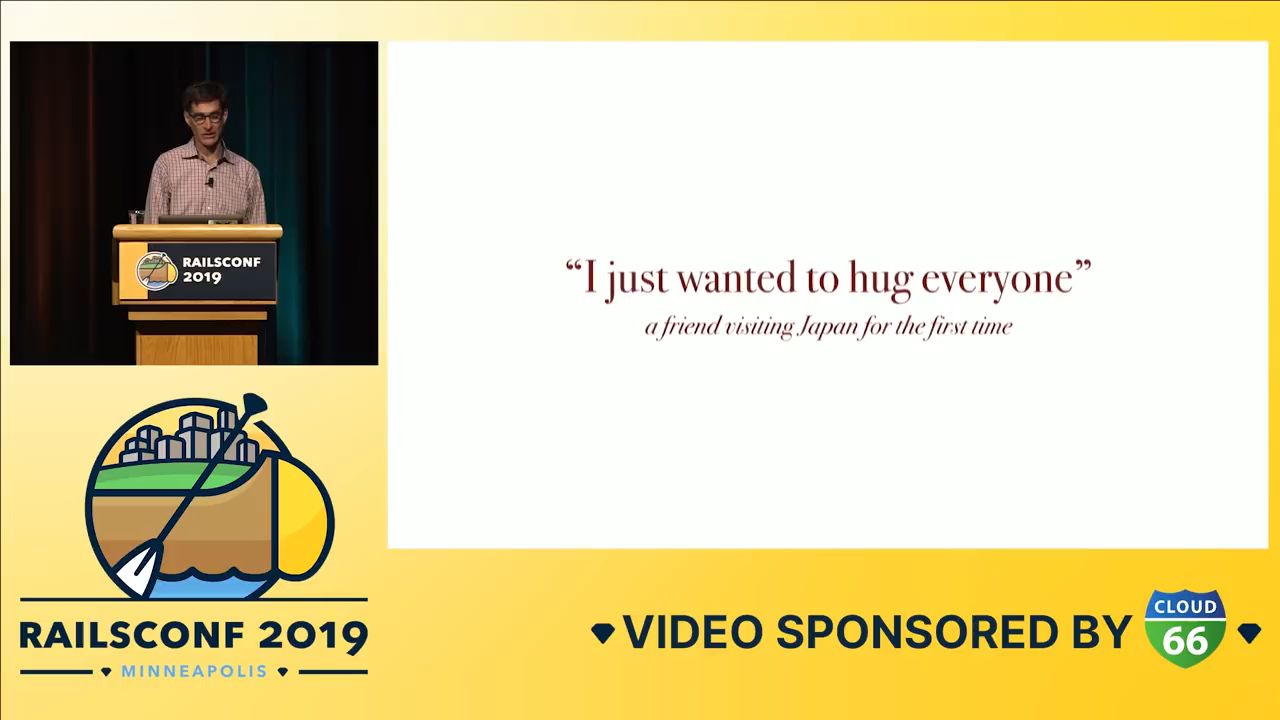 RAILSCONF
2019
“I just wanted to hug everyone”
a friend visiting Japan for the first time
RAILSCONF 2019
MINNEAPOLIS
VIDEO SPONSORED BY
CLOUD
66